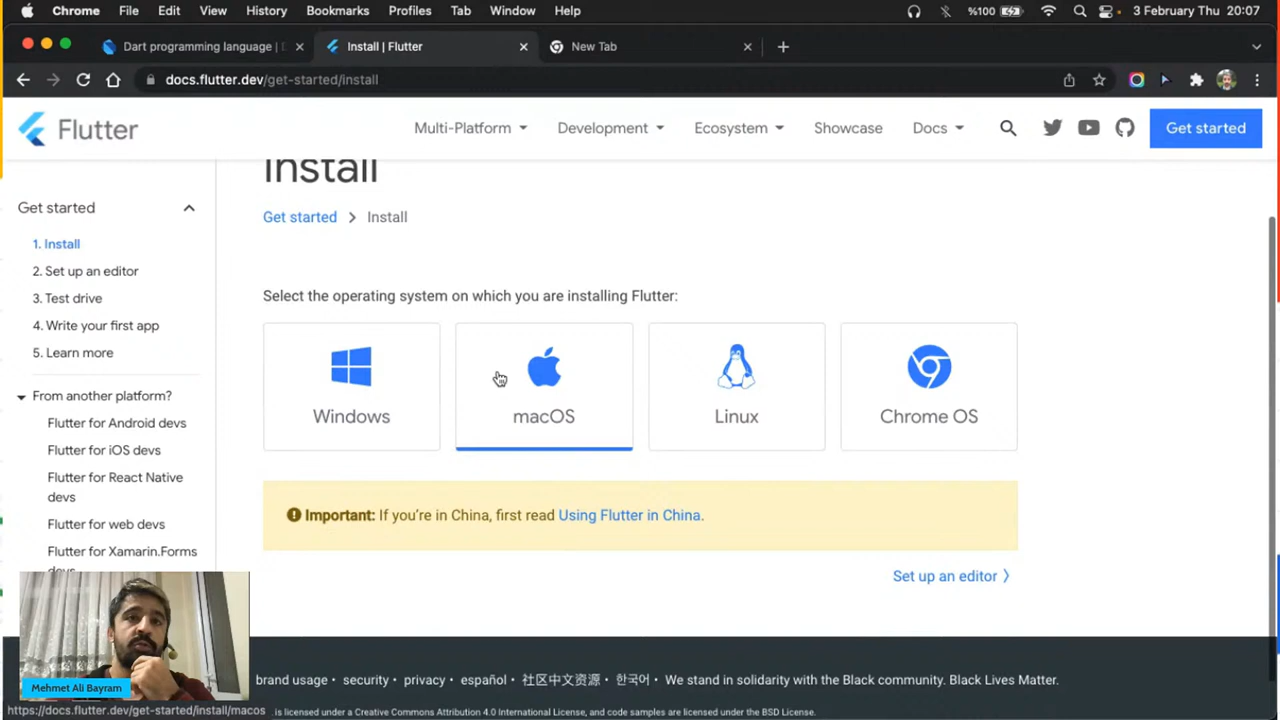 Chrome File Edit View History Bookmarks Profiles Tab Window Help %100 3 February Thu 20:07
Dart programming language | Install | Flutter New Tab
docs.flutter.dev/get-started/install
Flutter Multi-Platform Development Ecosystem Showcase Docs Get started
Install
Get started Install
Get started
1. Install
2. Set up an editor
3. Test drive
4. Write your first app
5. Learn more
From another platform?
Flutter for Android devs
Flutter for iOS devs
Flutter for React Native
devs
Flutter for web devs
Flutter for Xamarin.Forms
devs
Select the operating system on which you are installing Flutter:
Windows macOS Linux Chrome OS
Important: If you’re in China, first read Using Flutter in China.
Set up an editor
brand usage • security • privacy • español • 社区中文资源 • 한국어 • We stand in solidarity with the Black community. Black Lives Matter.
is licensed under a Creative Commons Attribution 4.0 International License, and code samples are licensed under the BSD License.
Mehmet Ali Bayram
https://docs.flutter.dev/get-started/install/macos